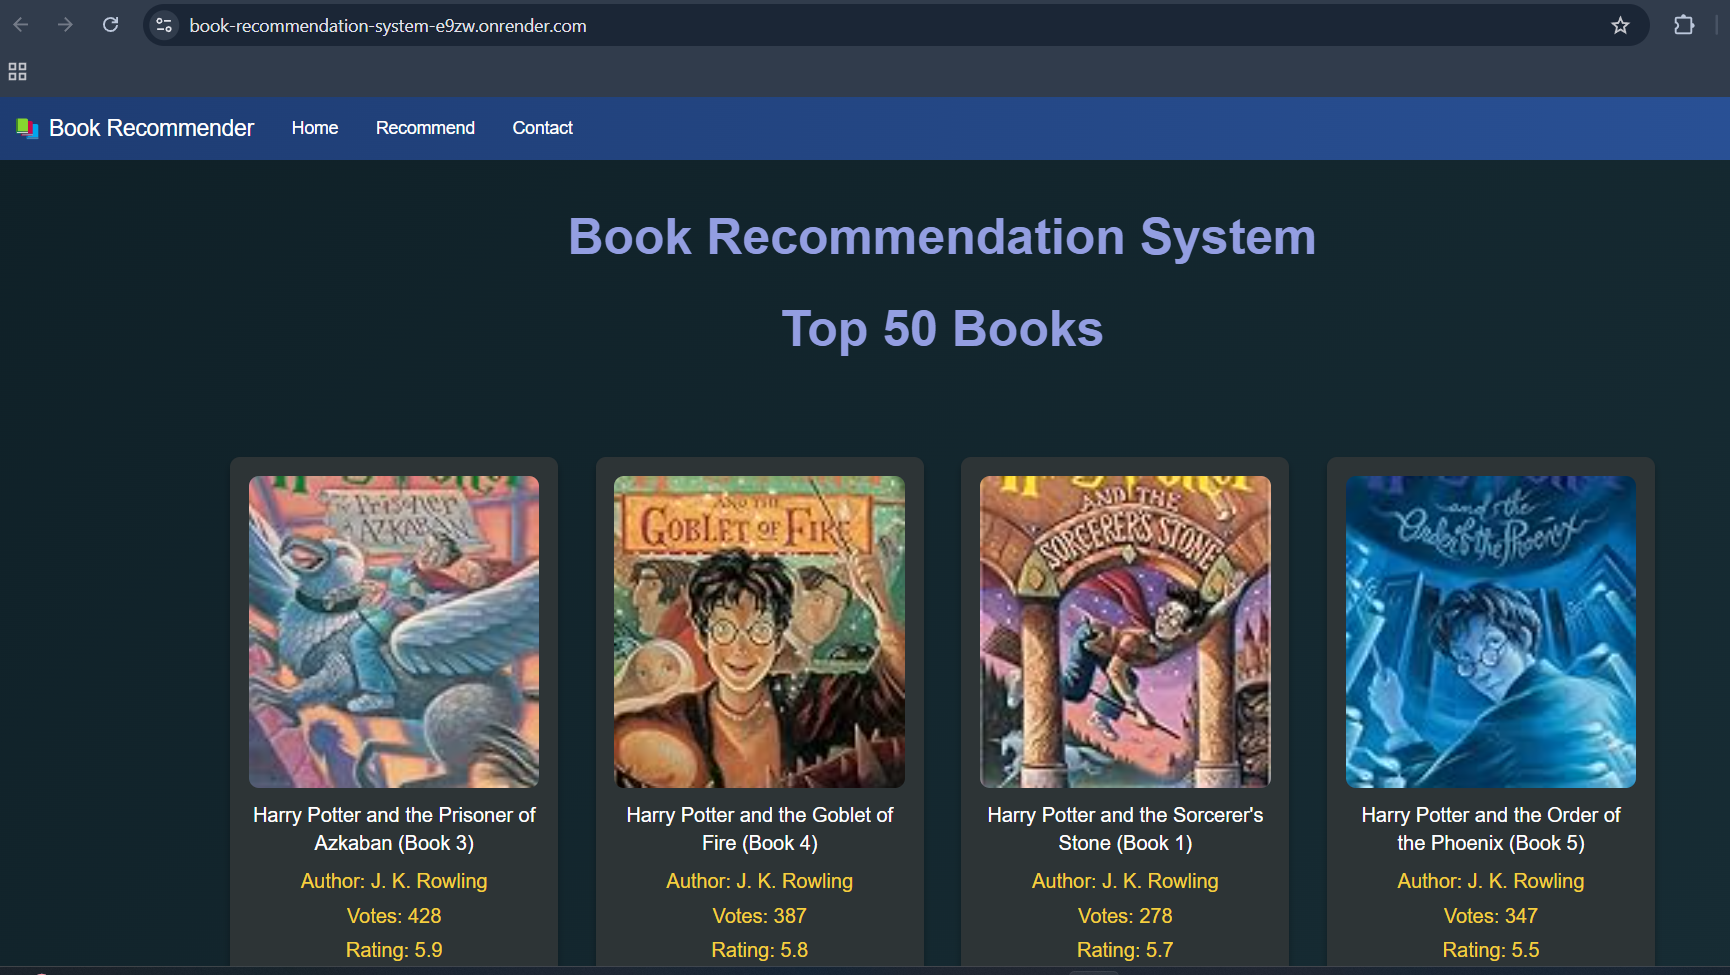 book-recommendation-system-e9zw.onrender.com
Book Recommender
Home
Recommend
Contact
Book Recommendation System
Top 50 Books
The Prisoner
of AZKABAN
AND THE
GOBLET OF FIRE
AND THE
SORCERER'S STONE
and the
Order of the Phoenix
Harry Potter and the Prisoner of
Azkaban (Book 3)
Author: J. K. Rowling
Votes: 428
Rating: 5.9
Harry Potter and the Goblet of
Fire (Book 4)
Author: J. K. Rowling
Votes: 387
Rating: 5.8
Harry Potter and the Sorcerer's
Stone (Book 1)
Author: J. K. Rowling
Votes: 278
Rating: 5.7
Harry Potter and the Order of
the Phoenix (Book 5)
Author: J. K. Rowling
Votes: 347
Rating: 5.5